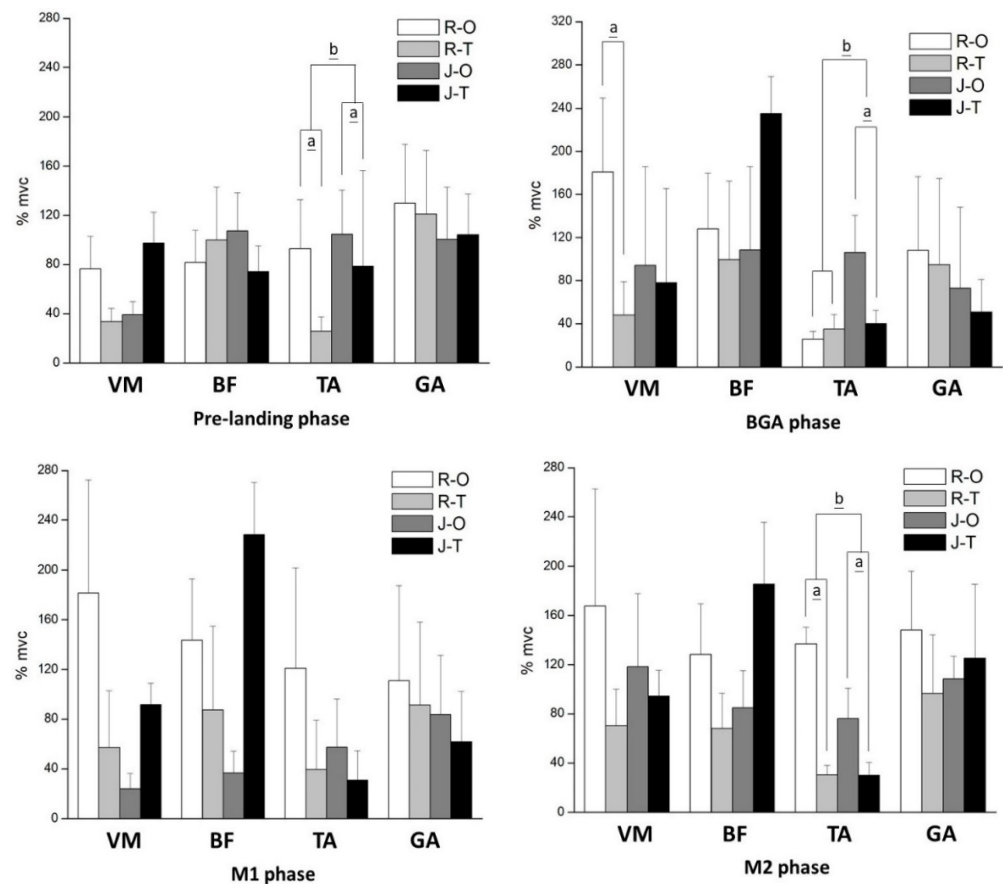 280
240
200
160
120
80
40
0
% mvc
R-O
R-T
J-O
J-T
b
a
a
VM BF TA GA
Pre-landing phase
320
280
240
200
160
120
80
40
0
% mvc
R-O
R-T
J-O
J-T
a
b
a
VM BF TA GA
BGA phase
280
240
200
160
120
80
40
0
% mvc
R-O
R-T
J-O
J-T
VM BF TA GA
M1 phase
280
240
200
160
120
80
40
0
% mvc
R-O
R-T
J-O
J-T
b
a
a
VM BF TA GA
M2 phase